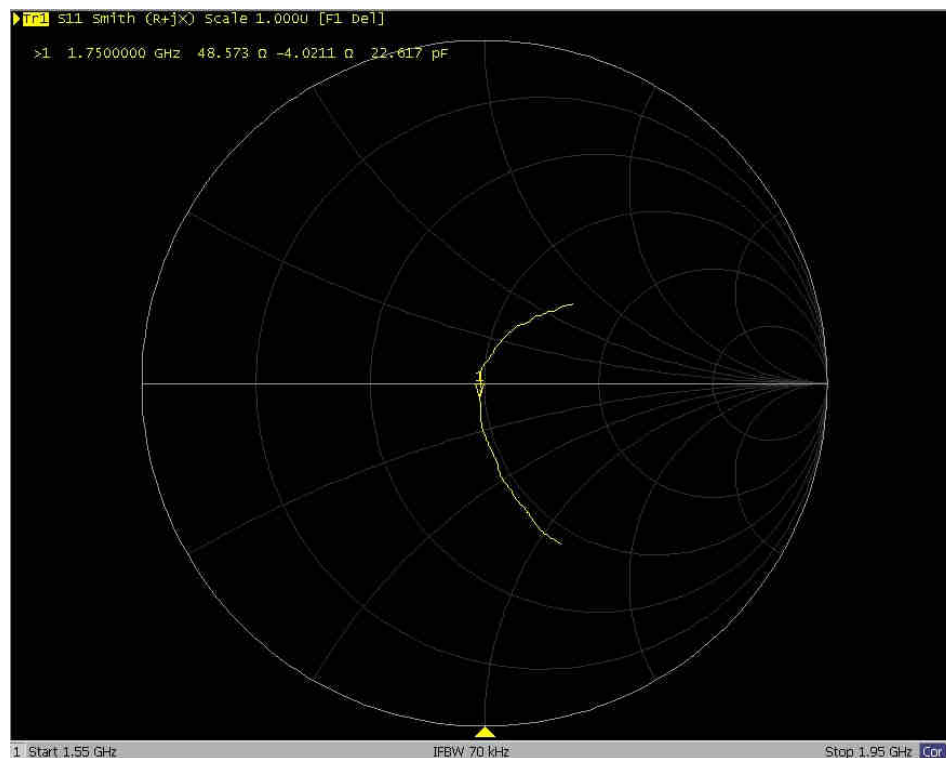 Tr1 S11 Smith (R+jX) Scale 1.000U [F1 Del]
>1 1.7500000 GHz 48.573 Ω -4.0211 Ω 22.617 pF
1
1 Start 1.55 GHz IFBW 70 kHz Stop 1.95 GHz Cor